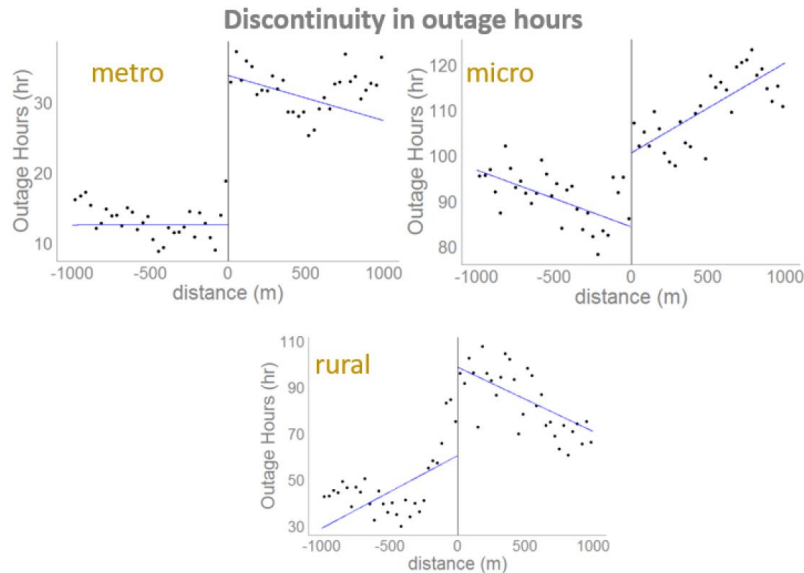 Discontinuity in outage hours
metro
Outage Hours (hr)
30
20
10
-1000 -500 0 500 1000
distance (m)
micro
Outage Hours (hr)
120
110
100
90
80
-1000 -500 0 500 1000
distance (m)
rural
Outage Hours (hr)
110
90
70
50
30
-1000 -500 0 500 1000
distance (m)